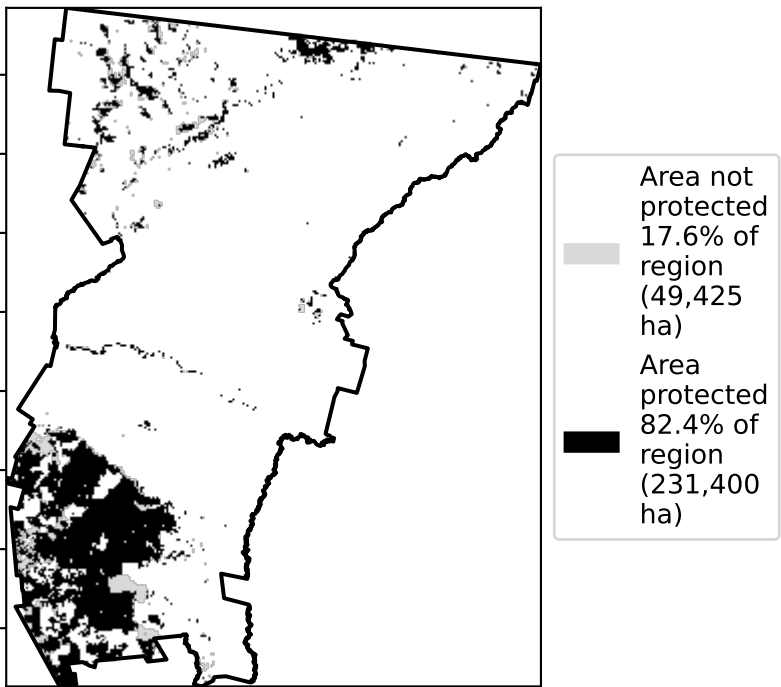 Area not
protected
17.6% of
region
(49,425
ha)
Area
protected
82.4% of
region
(231,400
ha)